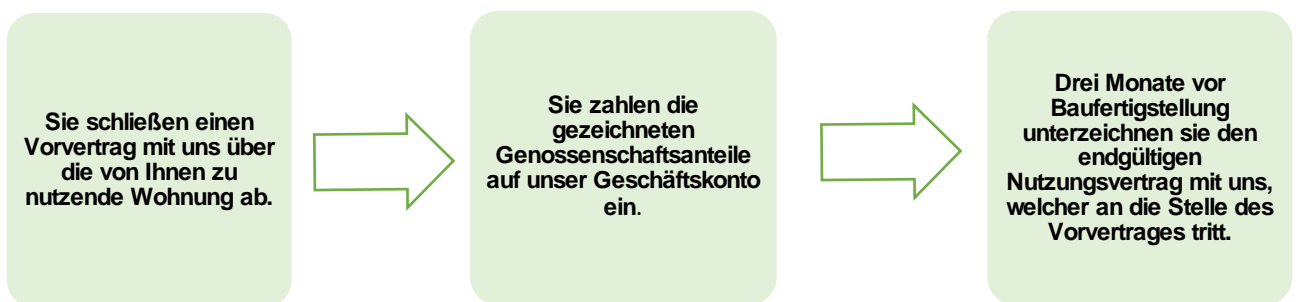 Sie schließen einen
Vorvertrag mit uns über
die von Ihnen zu
nutzende Wohnung ab.
Sie zahlen die
gezeichneten
Genossenschaftsanteile
auf unser Geschäftskonto
ein.
Drei Monate vor
Baufertigstellung
unterzeichnen sie den
endgültigen
Nutzungsvertrag mit uns,
welcher an die Stelle des
Vorvertrages tritt.